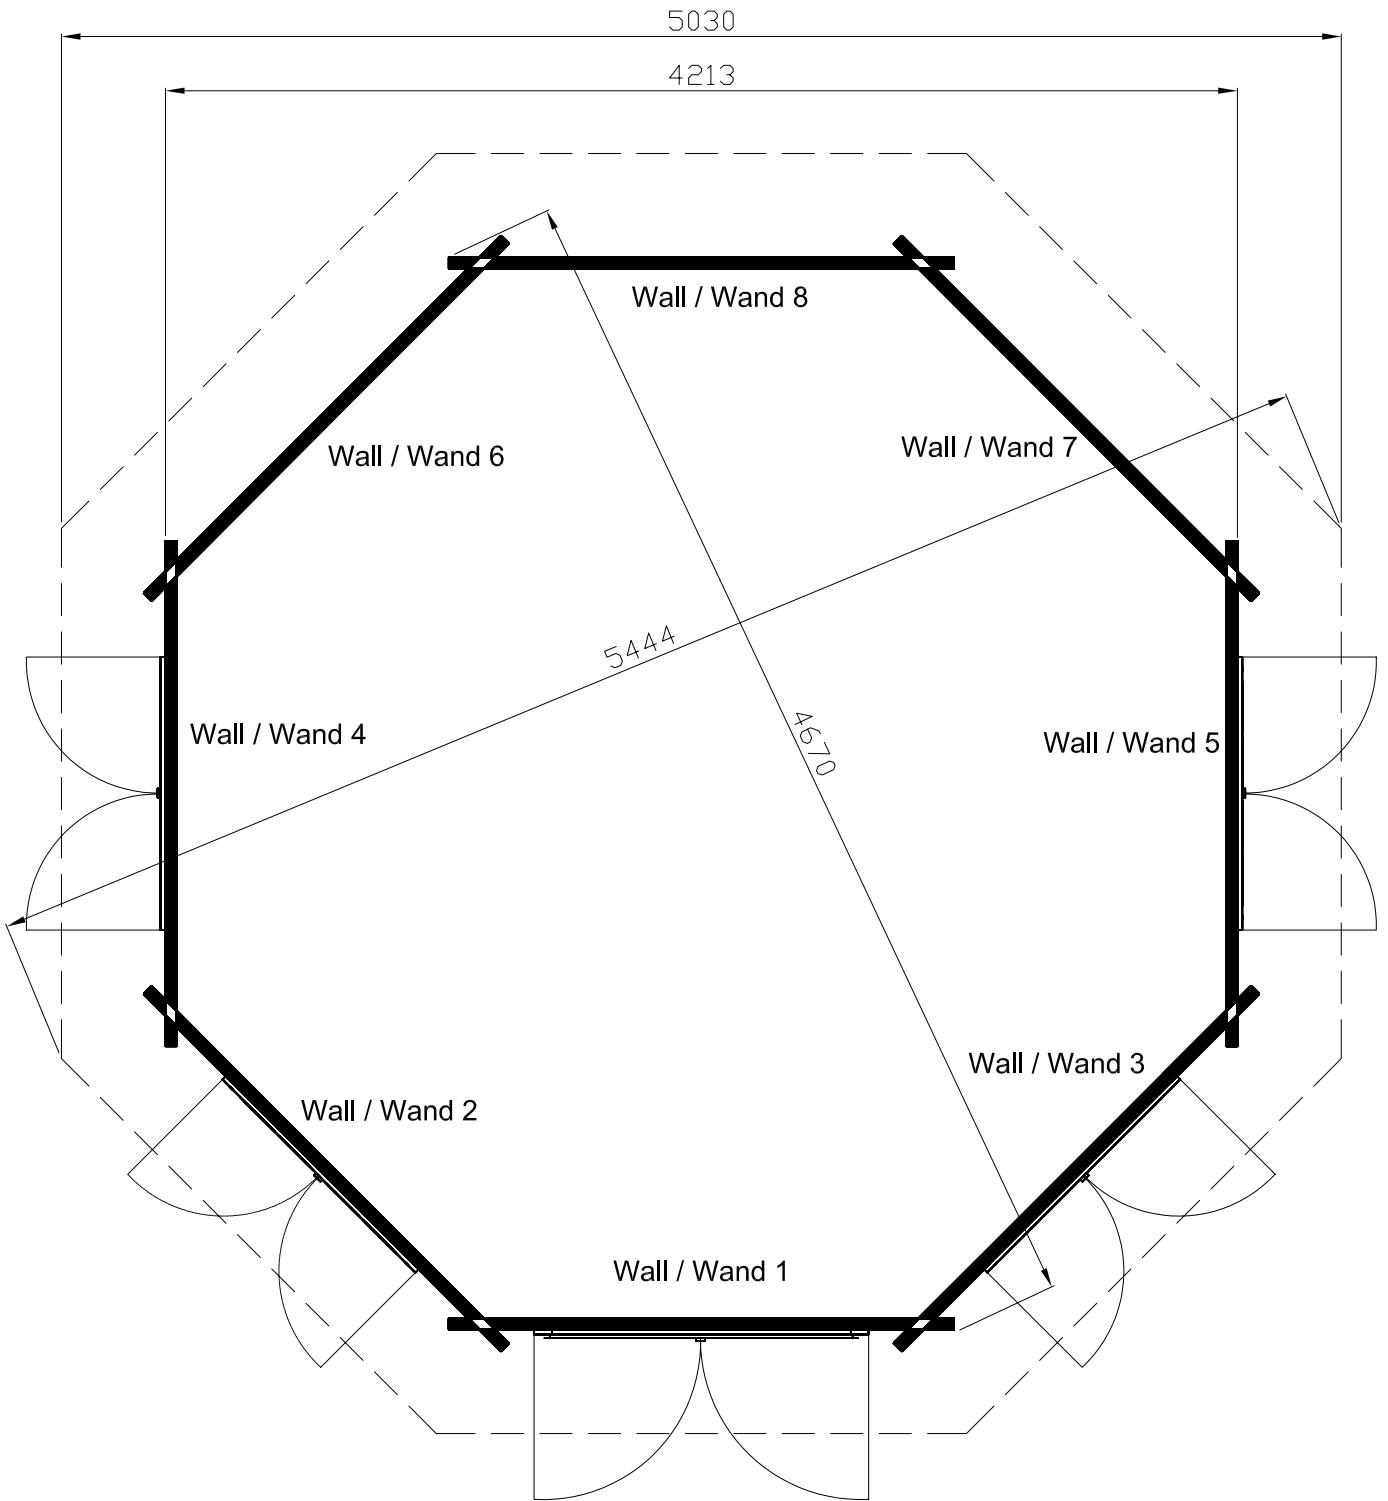 5030
4213
Wall / Wand 8
Wall / Wand 7
Wall / Wand 6
5444
4670
Wall / Wand 4
Wall / Wand 5
Wall / Wand 3
Wall / Wand 2
Wall / Wand 1